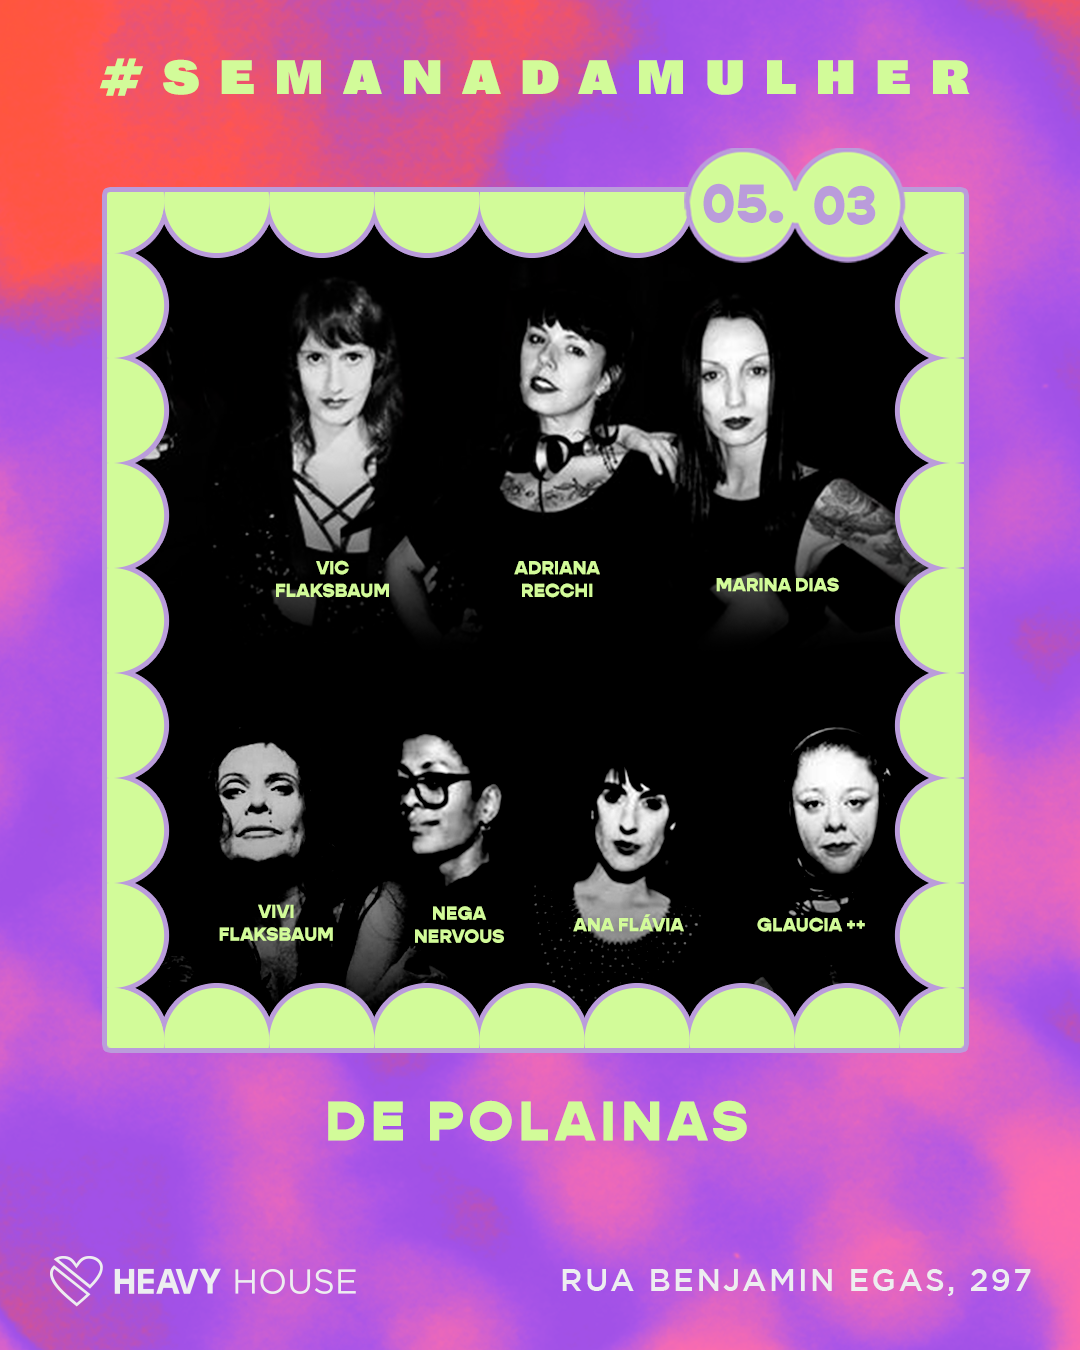 #SEMANADAMULHER
05. 03
VIC
FLAKSBAUM
ADRIANA
RECCHI
MARINA DIAS
VIVI
FLAKSBAUM
NEGA
NERVOUS
ANA FLÁVIA
GLAUCIA ++
DE POLAINAS
HEAVY HOUSE
RUA BENJAMIN EGAS, 297